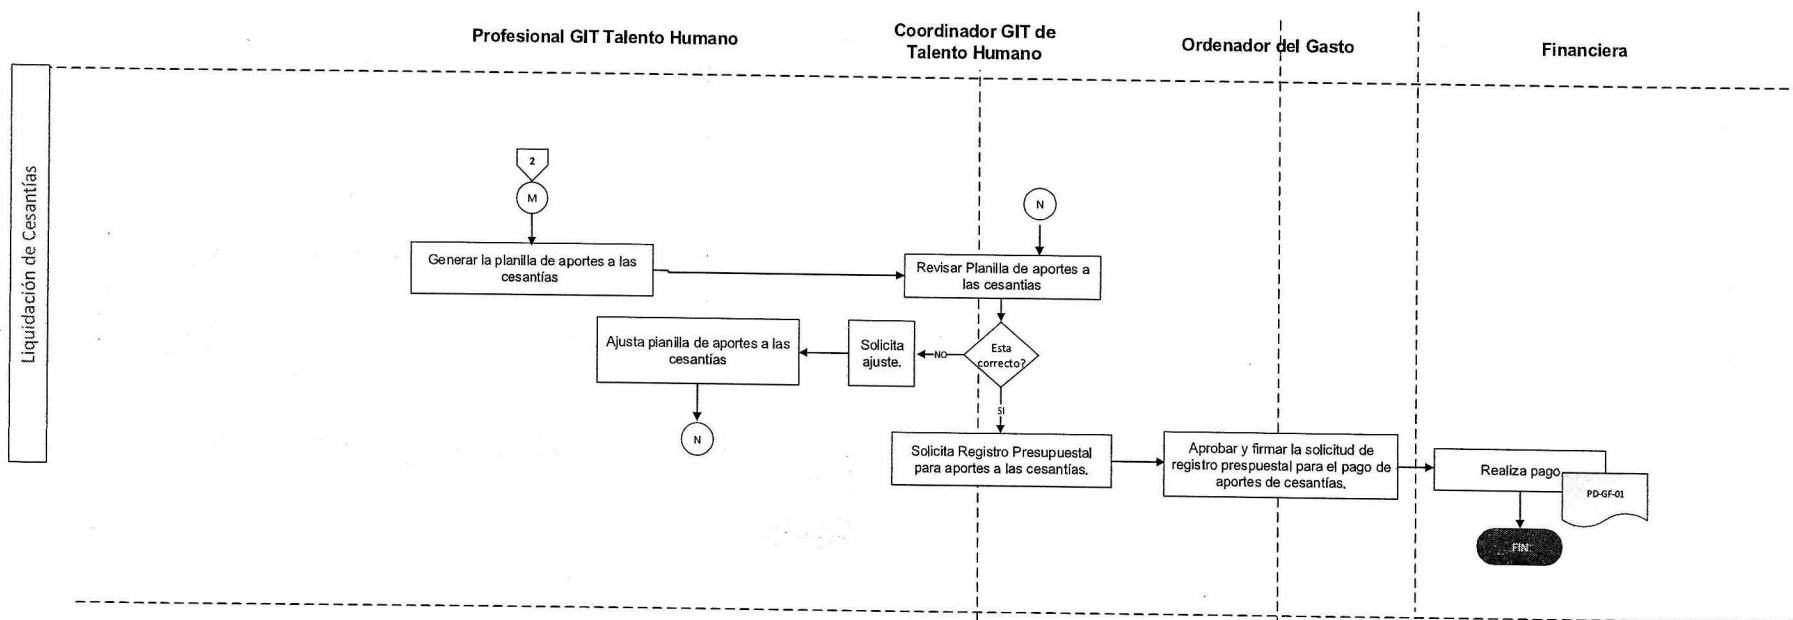 Profesional GIT Talento Humano
Coordinador GIT de
Talento Humano
Ordenador del Gasto
Financiera
Liquidación de Cesantías
2
M
N
Generar la planilla de aportes a las
cesantías
Revisar Planilla de aportes a
las cesantias
Ajusta planilla de aportes a las
cesantías
Solicita
ajuste.
NO
Esta
correcto?
SI
N
Solicita Registro Presupuestal
para aportes a las cesantías.
Aprobar y firmar la solicitud de
registro prespuestal para el pago de
aportes de cesantías.
Realiza pago
PD-GF-01
FIN